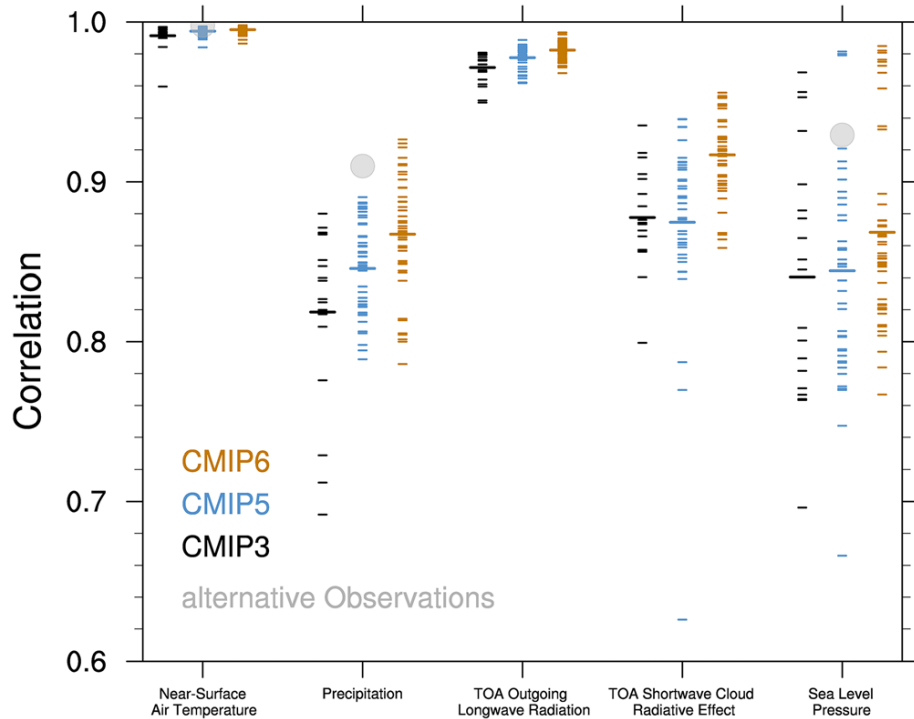 1.0
0.9
0.8
0.7
0.6
Correlation
CMIP6
CMIP5
CMIP3
alternative Observations
Near-Surface
Air Temperature
Precipitation
TOA Outgoing
Longwave Radiation
TOA Shortwave Cloud
Radiative Effect
Sea Level
Pressure